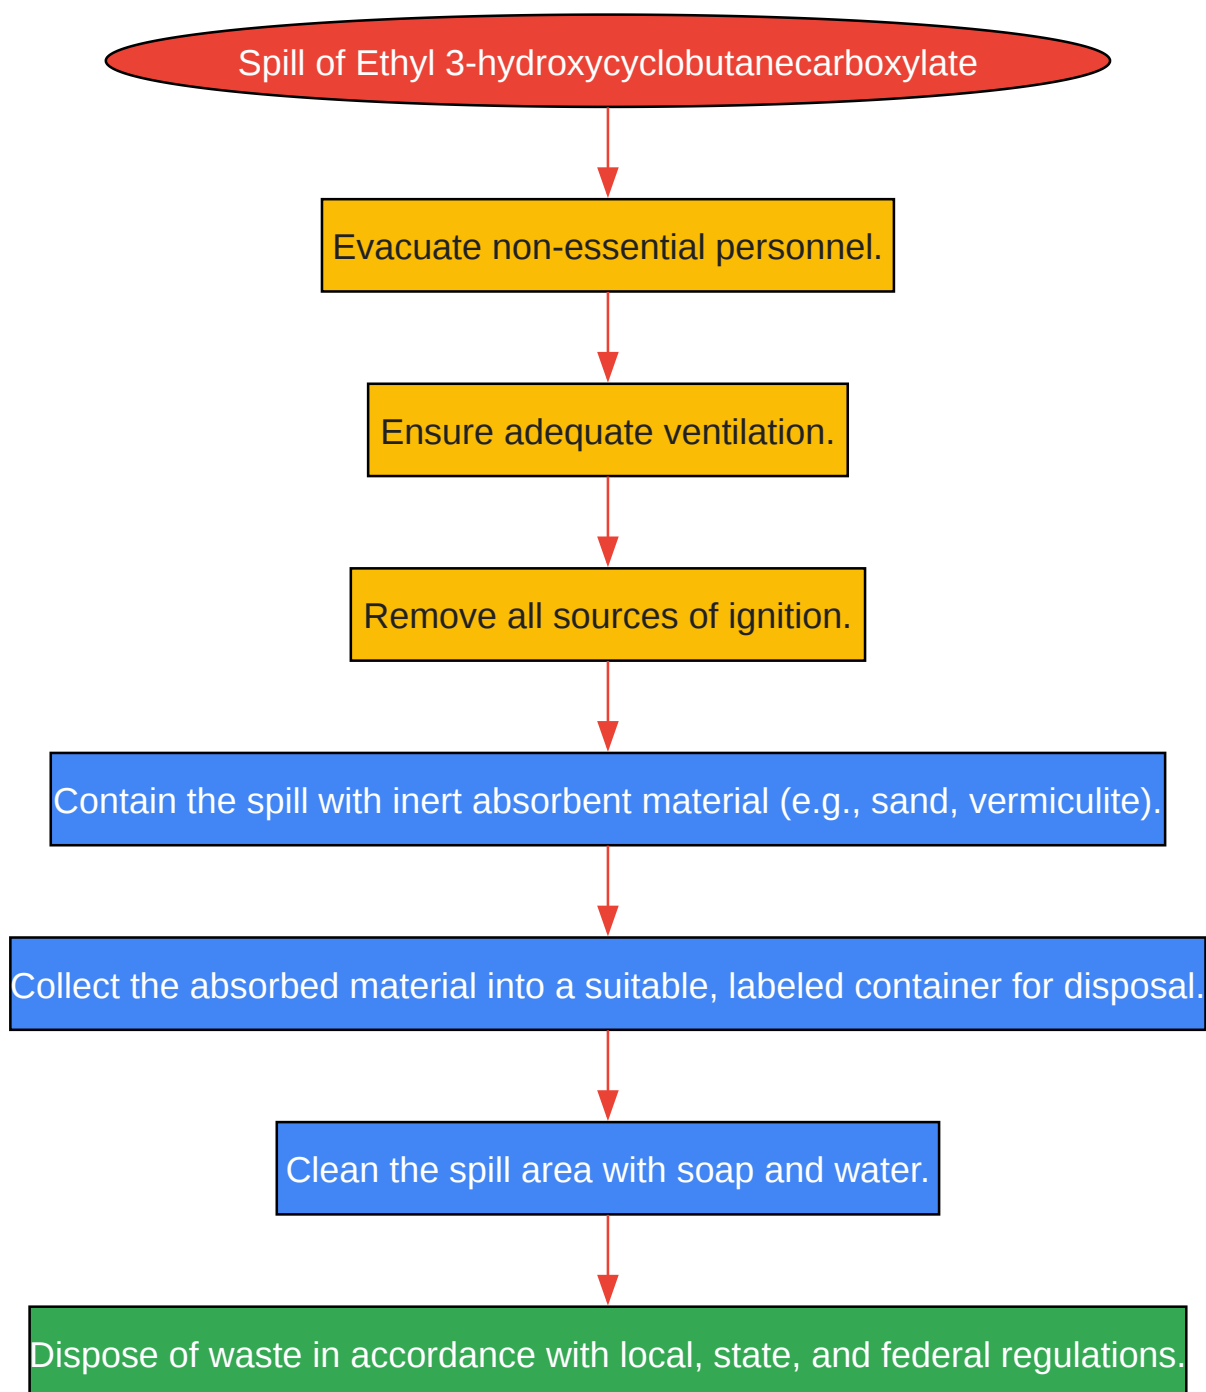 Spill of Ethyl 3-hydroxycyclobutanecarboxylate
Evacuate non-essential personnel.
Ensure adequate ventilation.
Remove all sources of ignition.
Contain the spill with inert absorbent material (e.g., sand, vermiculite).
Collect the absorbed material into a suitable, labeled container for disposal.
Clean the spill area with soap and water.
Dispose of waste in accordance with local, state, and federal regulations.